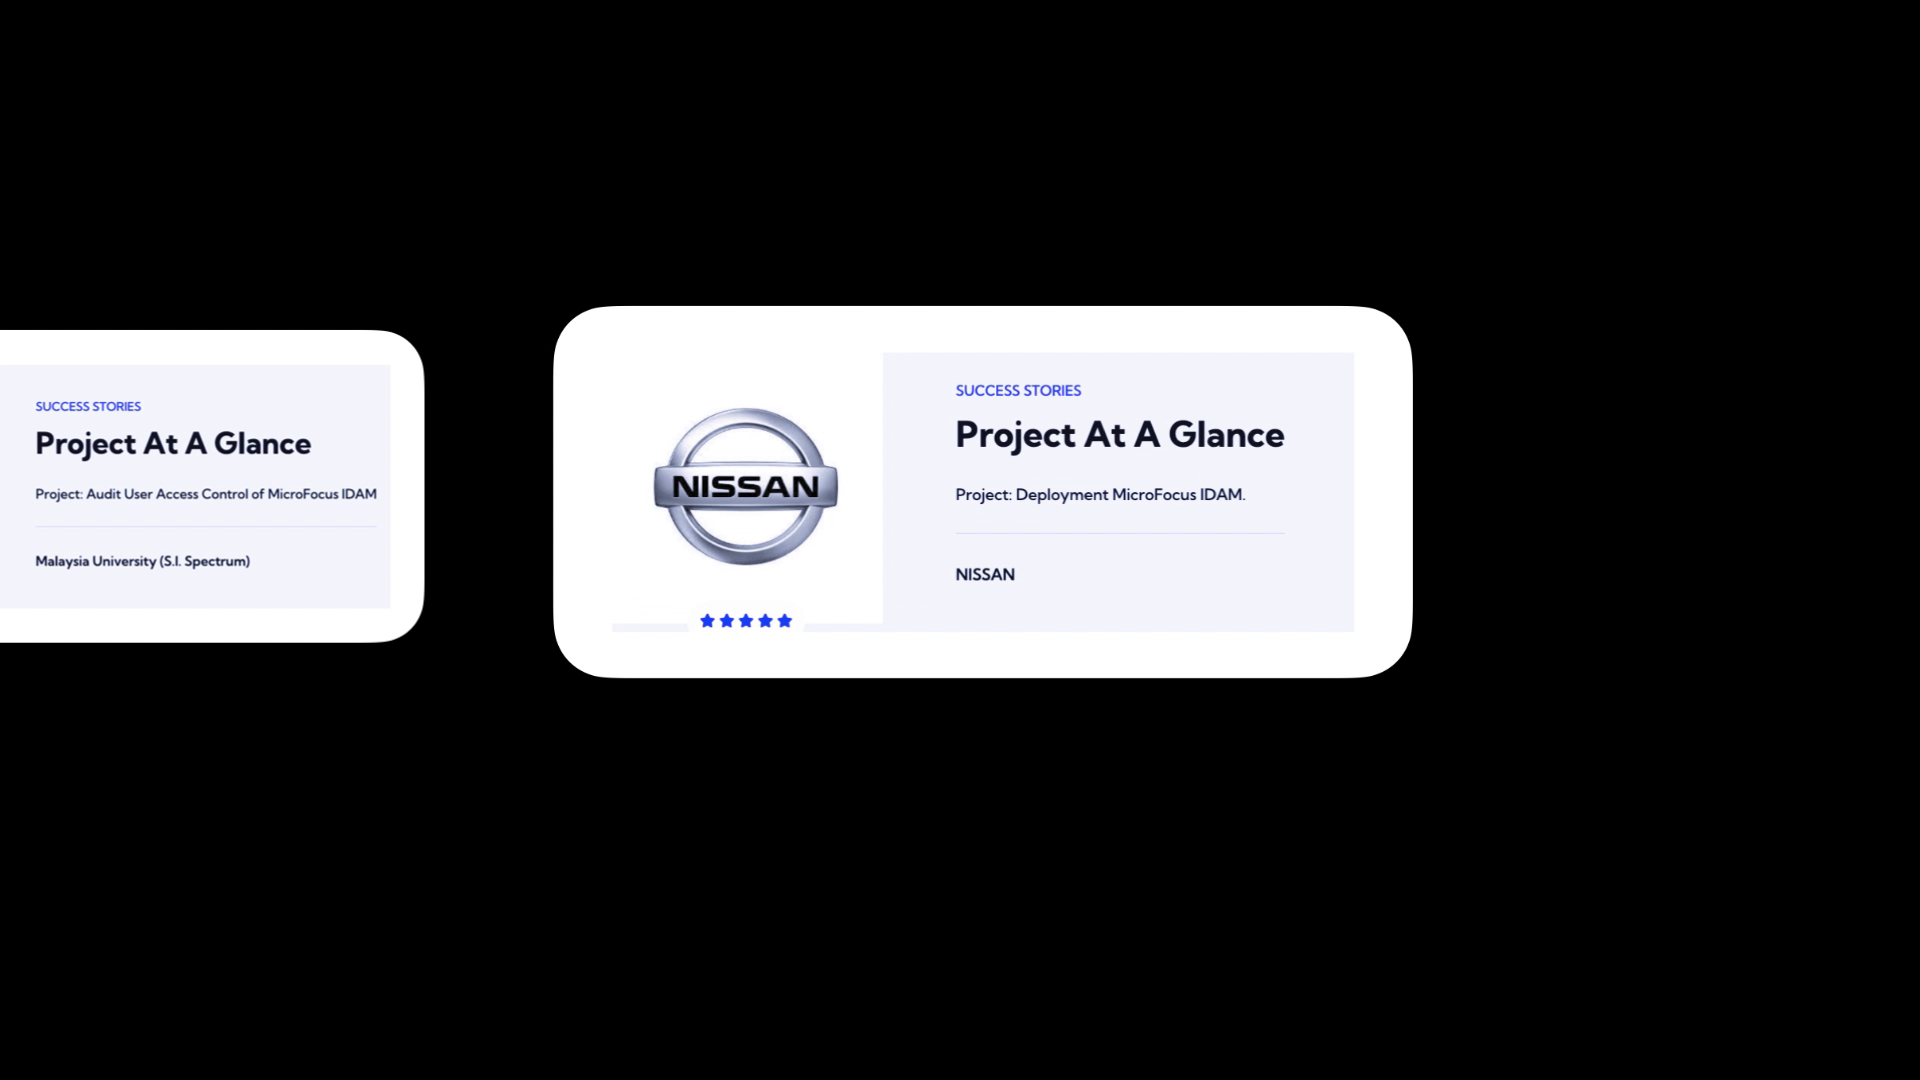 SUCCESS STORIES
Project At A Glance
Project: Audit User Access Control of MicroFocus IDAM
Malaysia University (S.I. Spectrum)
NISSAN
SUCCESS STORIES
Project At A Glance
Project: Deployment MicroFocus IDAM.
NISSAN